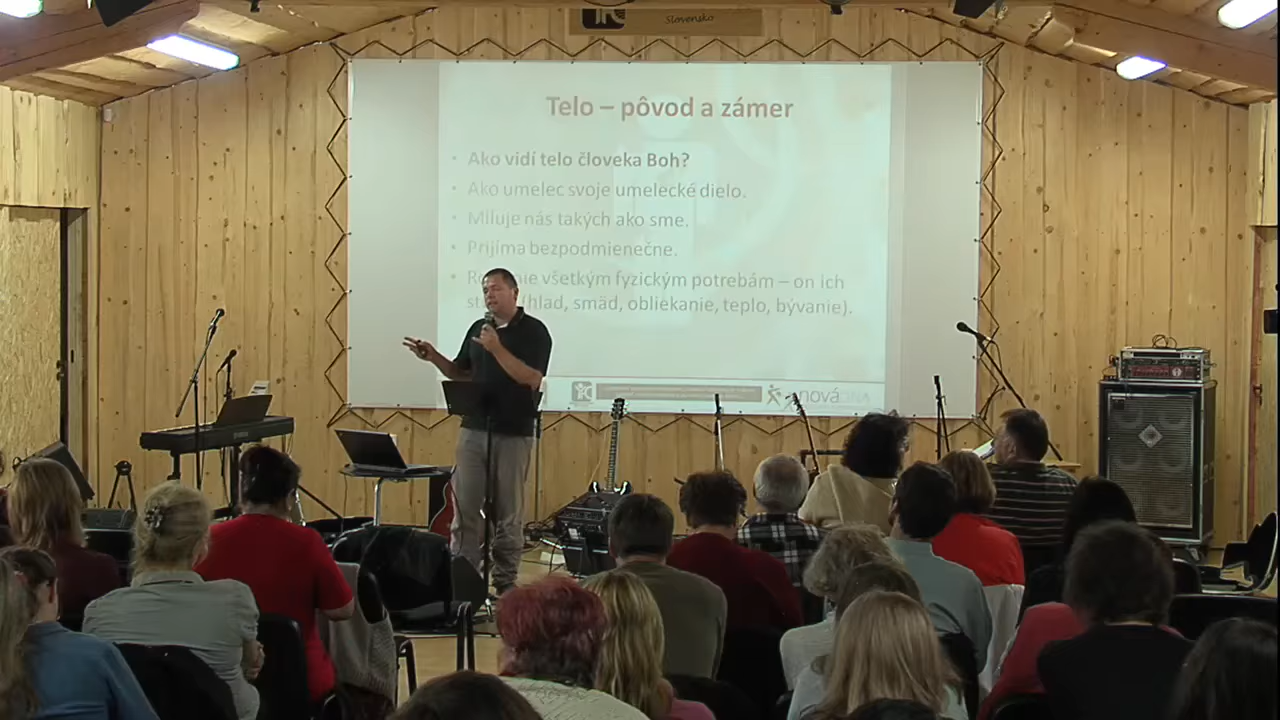 Slovensko
Telo – pôvod a zámer
• Ako vidí telo človeka Boh?
• Ako umelec svoje umelecké dielo.
• Miluje nás takých ako sme.
• Prijíma bezpodmienečne.
• všetkým fyzickým potrebám – on ich
(hlad, smäd, obliekanie, teplo, bývanie).
nová